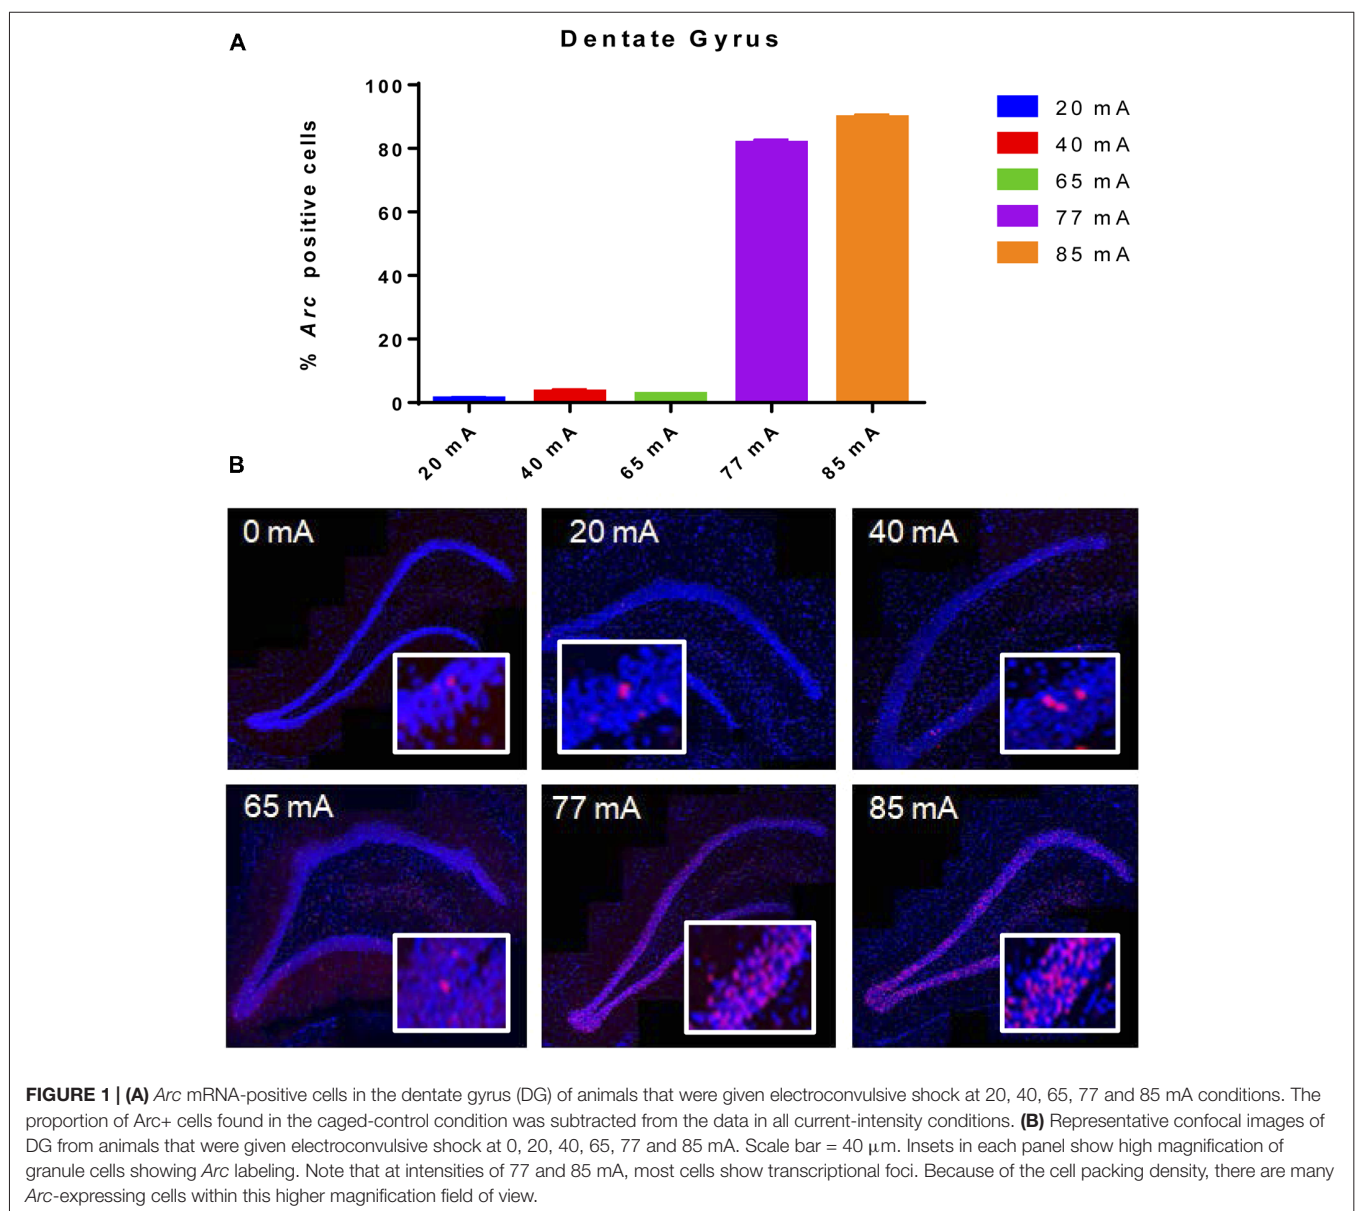 A
Dentate Gyrus
% Arc positive cells
100
80
60
40
20
0
20 mA
40 mA
65 mA
77 mA
85 mA
20 mA
40 mA
65 mA
77 mA
85 mA
B
0 mA
20 mA
40 mA
65 mA
77 mA
85 mA
FIGURE 1 | (A) Arc mRNA-positive cells in the dentate gyrus (DG) of animals that were given electroconvulsive shock at 20, 40, 65, 77 and 85 mA conditions. The
proportion of Arc+ cells found in the caged-control condition was subtracted from the data in all current-intensity conditions. (B) Representative confocal images of
DG from animals that were given electroconvulsive shock at 0, 20, 40, 65, 77 and 85 mA. Scale bar = 40 μm. Insets in each panel show high magnification of
granule cells showing Arc labeling. Note that at intensities of 77 and 85 mA, most cells show transcriptional foci. Because of the cell packing density, there are many
Arc-expressing cells within this higher magnification field of view.